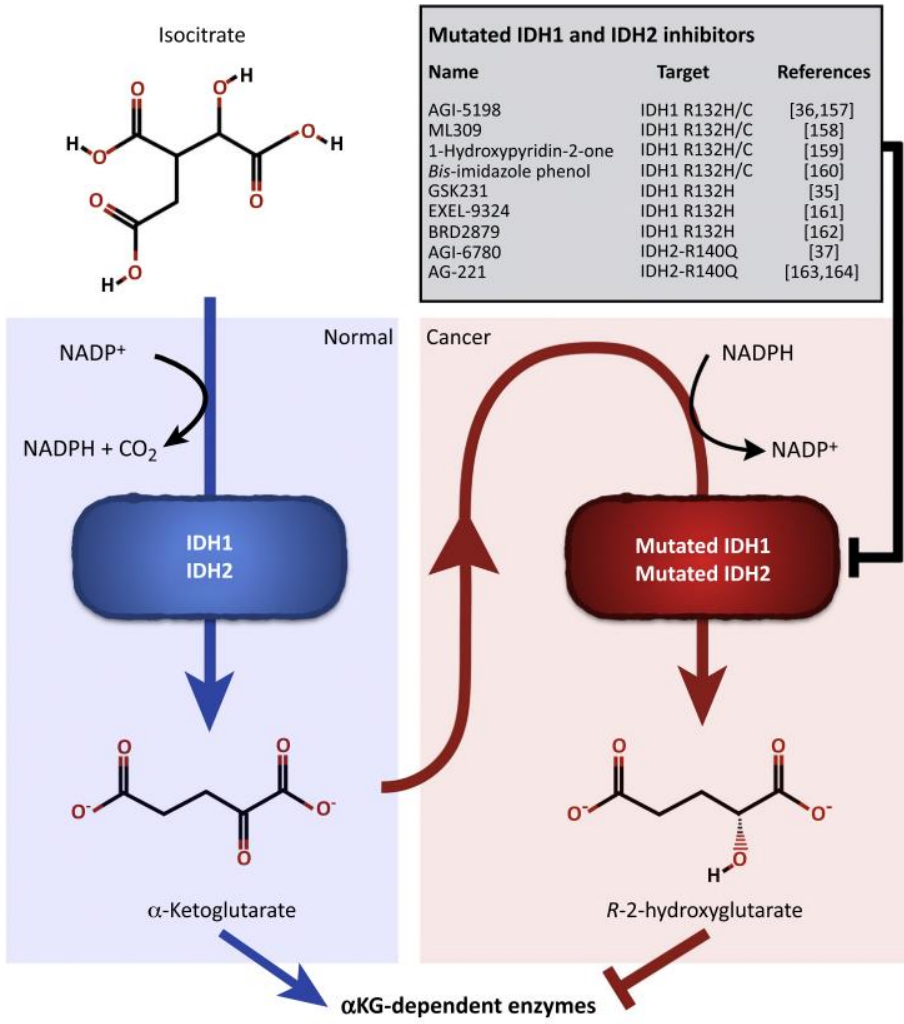 Isocitrate
O
O
H
H
O
O
H
O
O
O
H
Mutated IDH1 and IDH2 inhibitors
Name Target References
AGI-5198 IDH1 R132H/C [36,157]
ML309 IDH1 R132H/C [158]
1-Hydroxypyridin-2-one IDH1 R132H/C [159]
Bis-imidazole phenol IDH1 R132H/C [160]
GSK231 IDH1 R132H [35]
EXEL-9324 IDH1 R132H [161]
BRD2879 IDH1 R132H [162]
AGI-6780 IDH2-R140Q [37]
AG-221 IDH2-R140Q [163,164]
Normal
NADP⁺
NADPH + CO₂
IDH1
IDH2
O
O
O⁻
O⁻
O
α-Ketoglutarate
Cancer
NADPH
NADP⁺
Mutated IDH1
Mutated IDH2
O
O
O⁻
O⁻
O
H
R-2-hydroxyglutarate
αKG-dependent enzymes